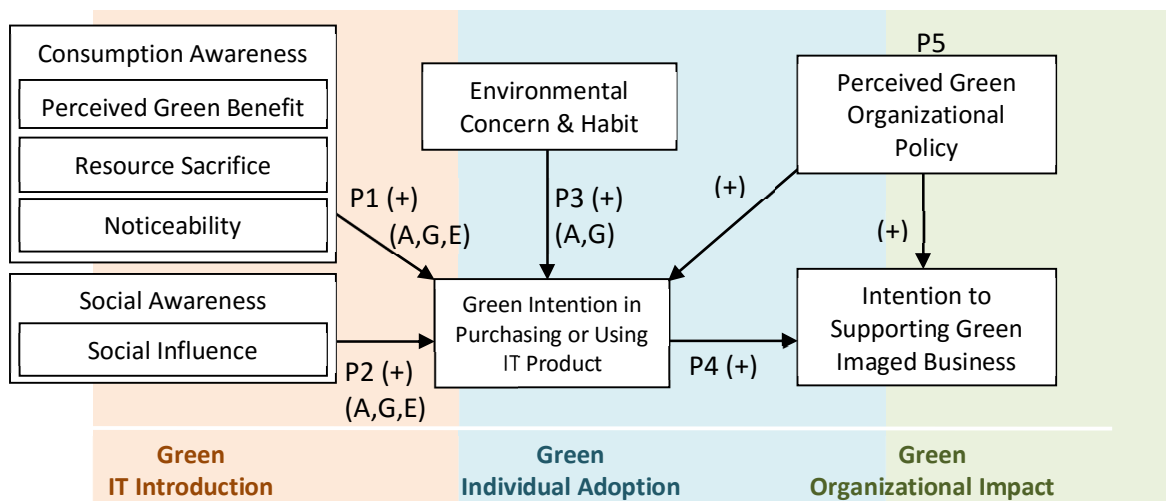 Consumption Awareness
Perceived Green Benefit
Resource Sacrifice
Noticeability
Social Awareness
Social Influence
P1 (+)
(A,G,E)
P2 (+)
(A,G,E)
Environmental
Concern & Habit
P3 (+)
(A,G)
Green Intention in
Purchasing or Using
IT Product
(+)
P4 (+)
P5
Perceived Green
Organizational
Policy
(+)
Intention to
Supporting Green
Imaged Business
Green
IT Introduction
Green
Individual Adoption
Green
Organizational Impact